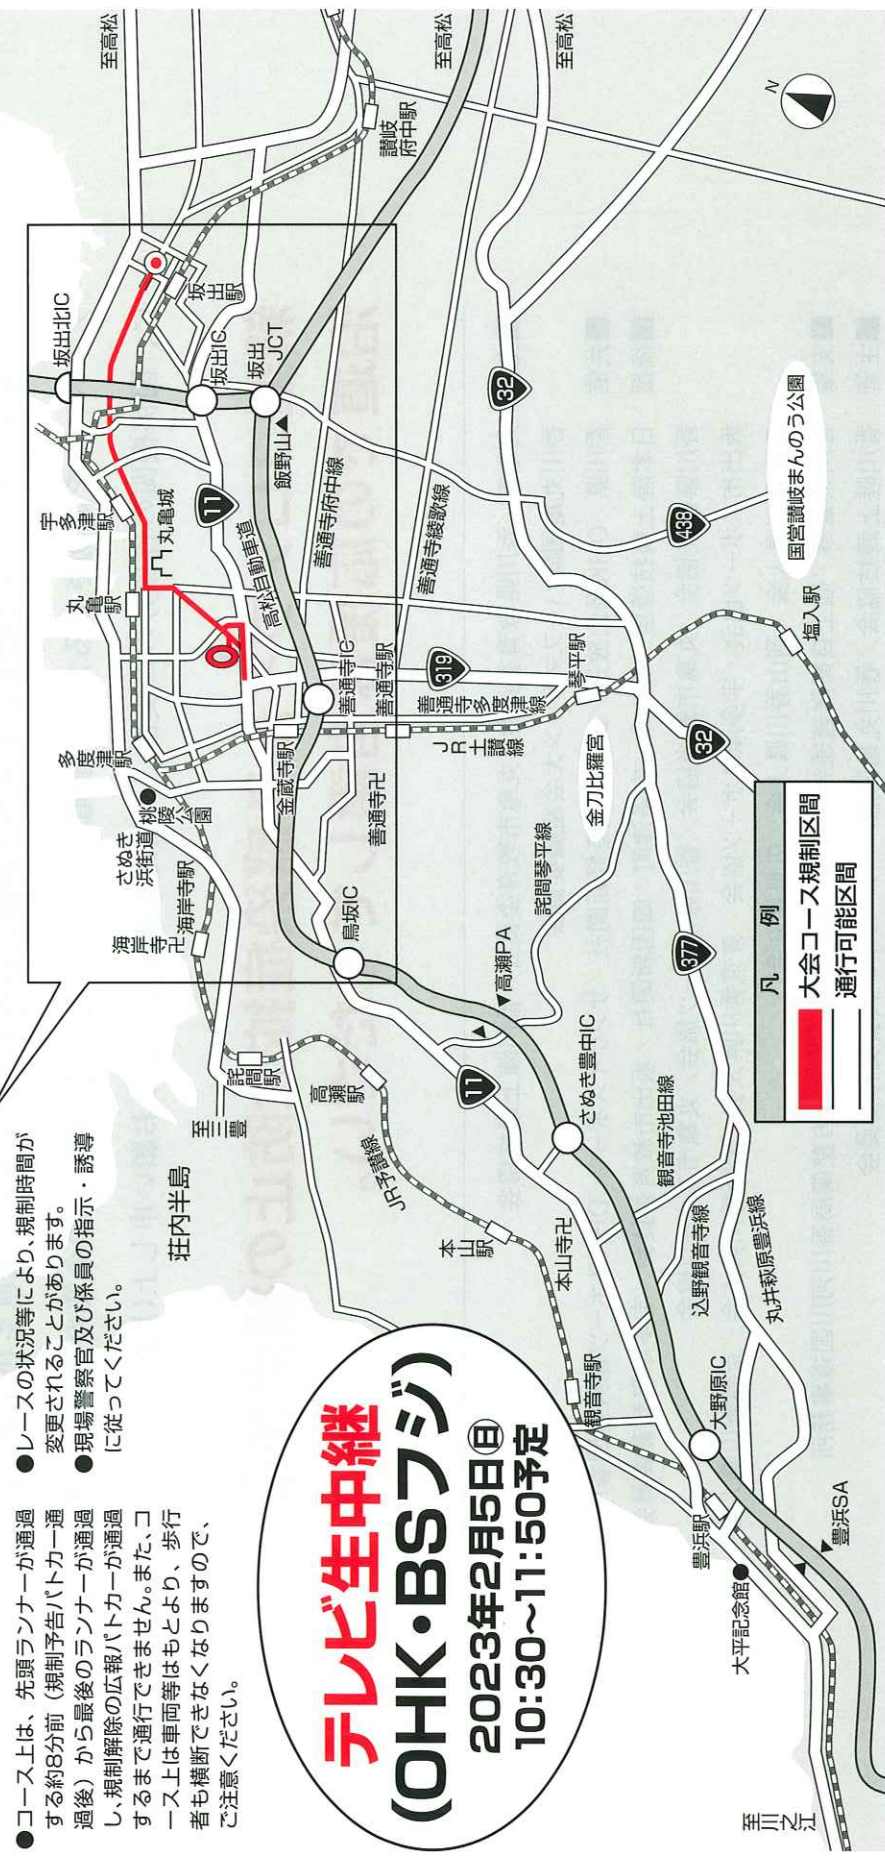 ●コース上は、先頭ランナーが通過
する約8分前（規制予告パトカー通
過後）から最後のランナーが通過
し、規制解除の広報パトカーが通過
するまで通行できません。また、コ
ース上は車両等はもとより、歩行
者も横断できなくなりますので、
ご注意ください。
●レースの状況等により、規制時間が
変更されることがあります。
●現場警察官及び係員の指示・誘導
に従ってください。
テレビ生中継
(OHK・BSフジ)
2023年2月5日㊐
10:30～11:50予定
荘内半島
至三豊
詫間駅
海岸寺卍
海岸寺駅
さぬき
浜街道
桃陵公園
多度津駅
丸亀駅
宇多津駅
丸亀城
坂出北IC
坂出駅
坂出IC
坂出
JCT
飯野山
11
高松自動車道
善通寺府中線
善通寺綾歌線
善通寺IC
善通寺駅
金蔵寺駅
善通寺卍
319
善通寺多度津線
JR土讃線
琴平駅
金刀比羅宮
鳥坂IC
讃岐
府中駅
至高松
至高松
至高松
N
32
438
国営讃岐まんのう公園
塩入駅
32
377
詫間琴平線
高瀬PA
高瀬駅
JR予讃線
11
さぬき豊中IC
本山駅
本山寺卍
観音寺池田線
込野観音寺線
丸井萩原豊浜線
観音寺駅
大野原IC
豊浜駅
豊浜SA
大平記念館
至川之江
凡例
大会コース規制区間
通行可能区間